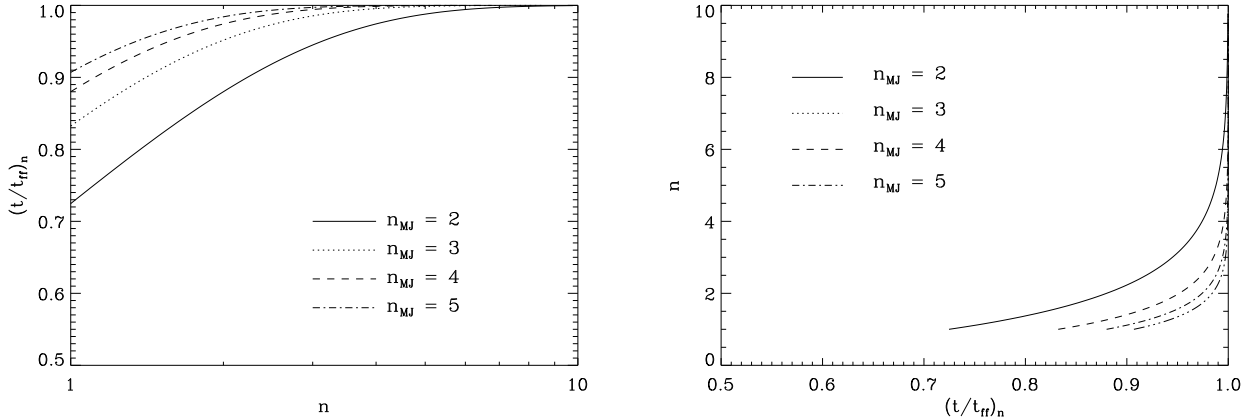 1.0
0.9
0.8
0.7
0.6
0.5
(t/t_ff)_n
1
10
n
n_MJ = 2
n_MJ = 3
n_MJ = 4
n_MJ = 5
10
8
6
4
2
0
n
0.5
0.6
0.7
0.8
0.9
1.0
(t/t_ff)_n
n_MJ = 2
n_MJ = 3
n_MJ = 4
n_MJ = 5